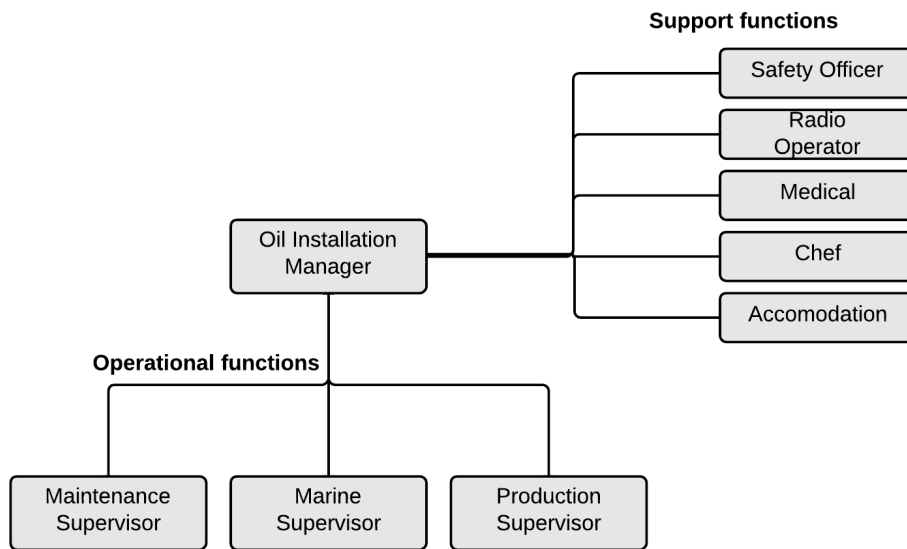 Support functions
Safety Officer
Radio
Operator
Medical
Chef
Accomodation
Oil Installation
Manager
Operational functions
Maintenance
Supervisor
Marine
Supervisor
Production
Supervisor